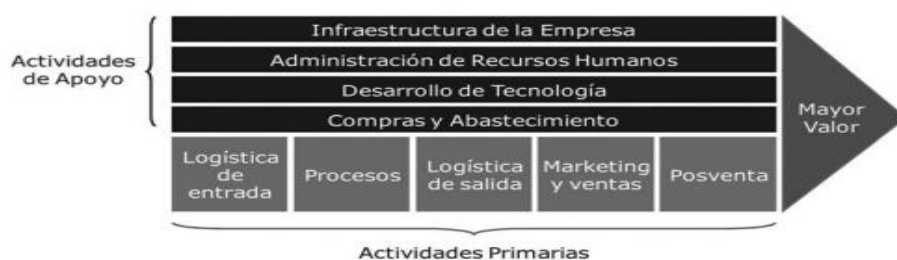 Infraestructura de la Empresa
Actividades
de Apoyo
Administración de Recursos Humanos
Desarrollo de Tecnología
Compras y Abastecimiento
Mayor
Valor
Logística
de
entrada
Procesos
Logística
de salida
Marketing
y ventas
Posventa
Actividades Primarias